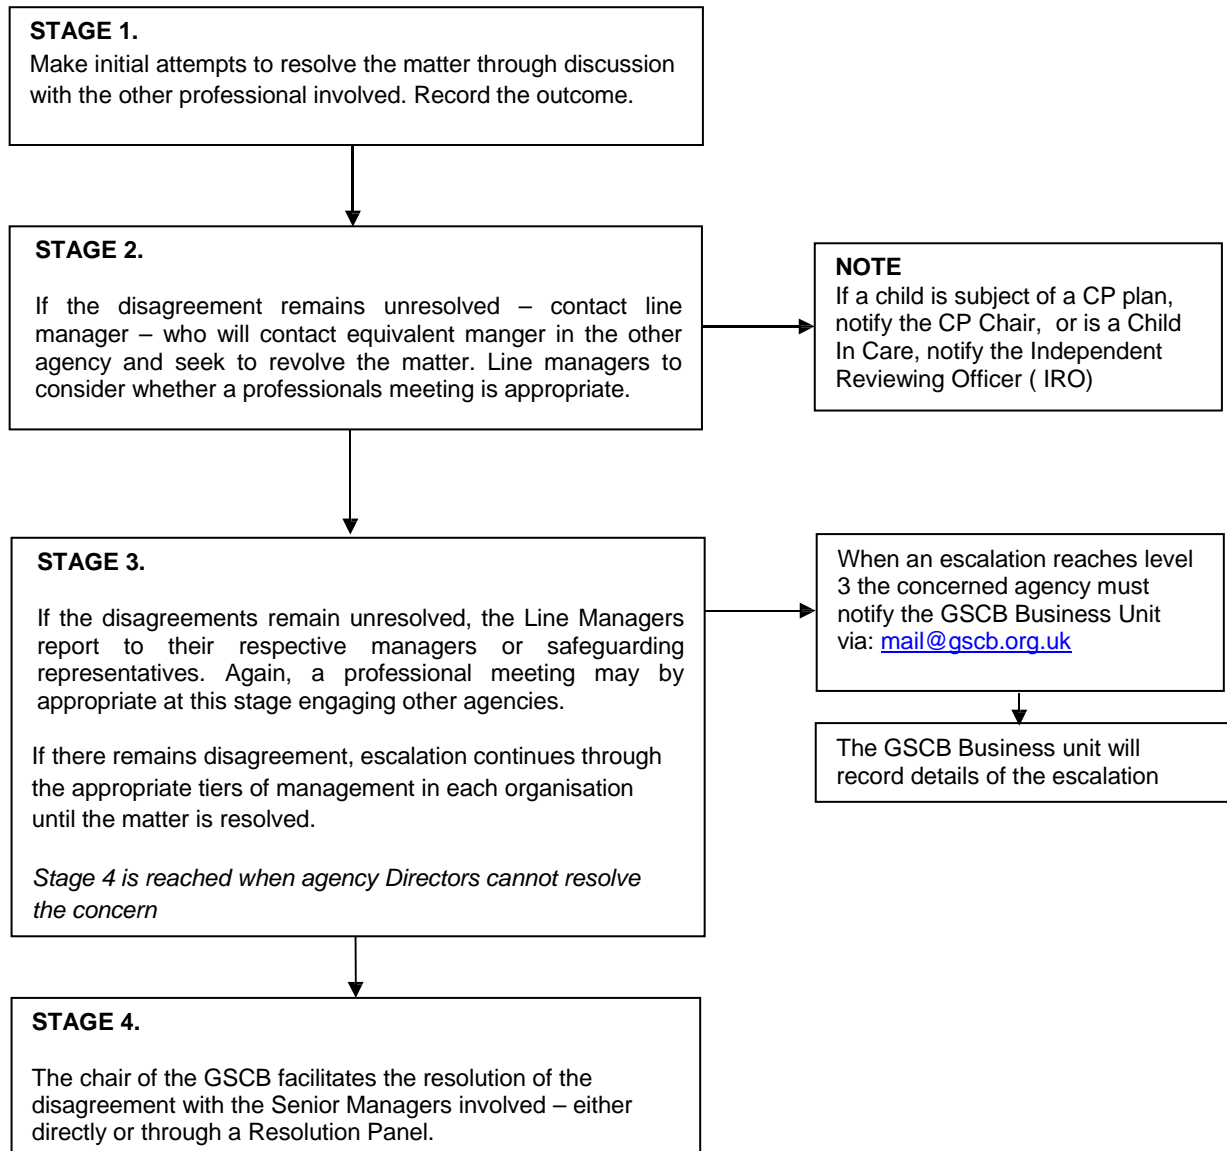 STAGE 1.
Make initial attempts to resolve the matter through discussion
with the other professional involved. Record the outcome.
STAGE 2.
If the disagreement remains unresolved – contact line
manager – who will contact equivalent manger in the other
agency and seek to revolve the matter. Line managers to
consider whether a professionals meeting is appropriate.
NOTE
If a child is subject of a CP plan,
notify the CP Chair, or is a Child
In Care, notify the Independent
Reviewing Officer ( IRO)
STAGE 3.
If the disagreements remain unresolved, the Line Managers
report to their respective managers or safeguarding
representatives. Again, a professional meeting may by
appropriate at this stage engaging other agencies.
If there remains disagreement, escalation continues through
the appropriate tiers of management in each organisation
until the matter is resolved.
Stage 4 is reached when agency Directors cannot resolve
the concern
When an escalation reaches level
3 the concerned agency must
notify the GSCB Business Unit
via: mail@gscb.org.uk
The GSCB Business unit will
record details of the escalation
STAGE 4.
The chair of the GSCB facilitates the resolution of the
disagreement with the Senior Managers involved – either
directly or through a Resolution Panel.